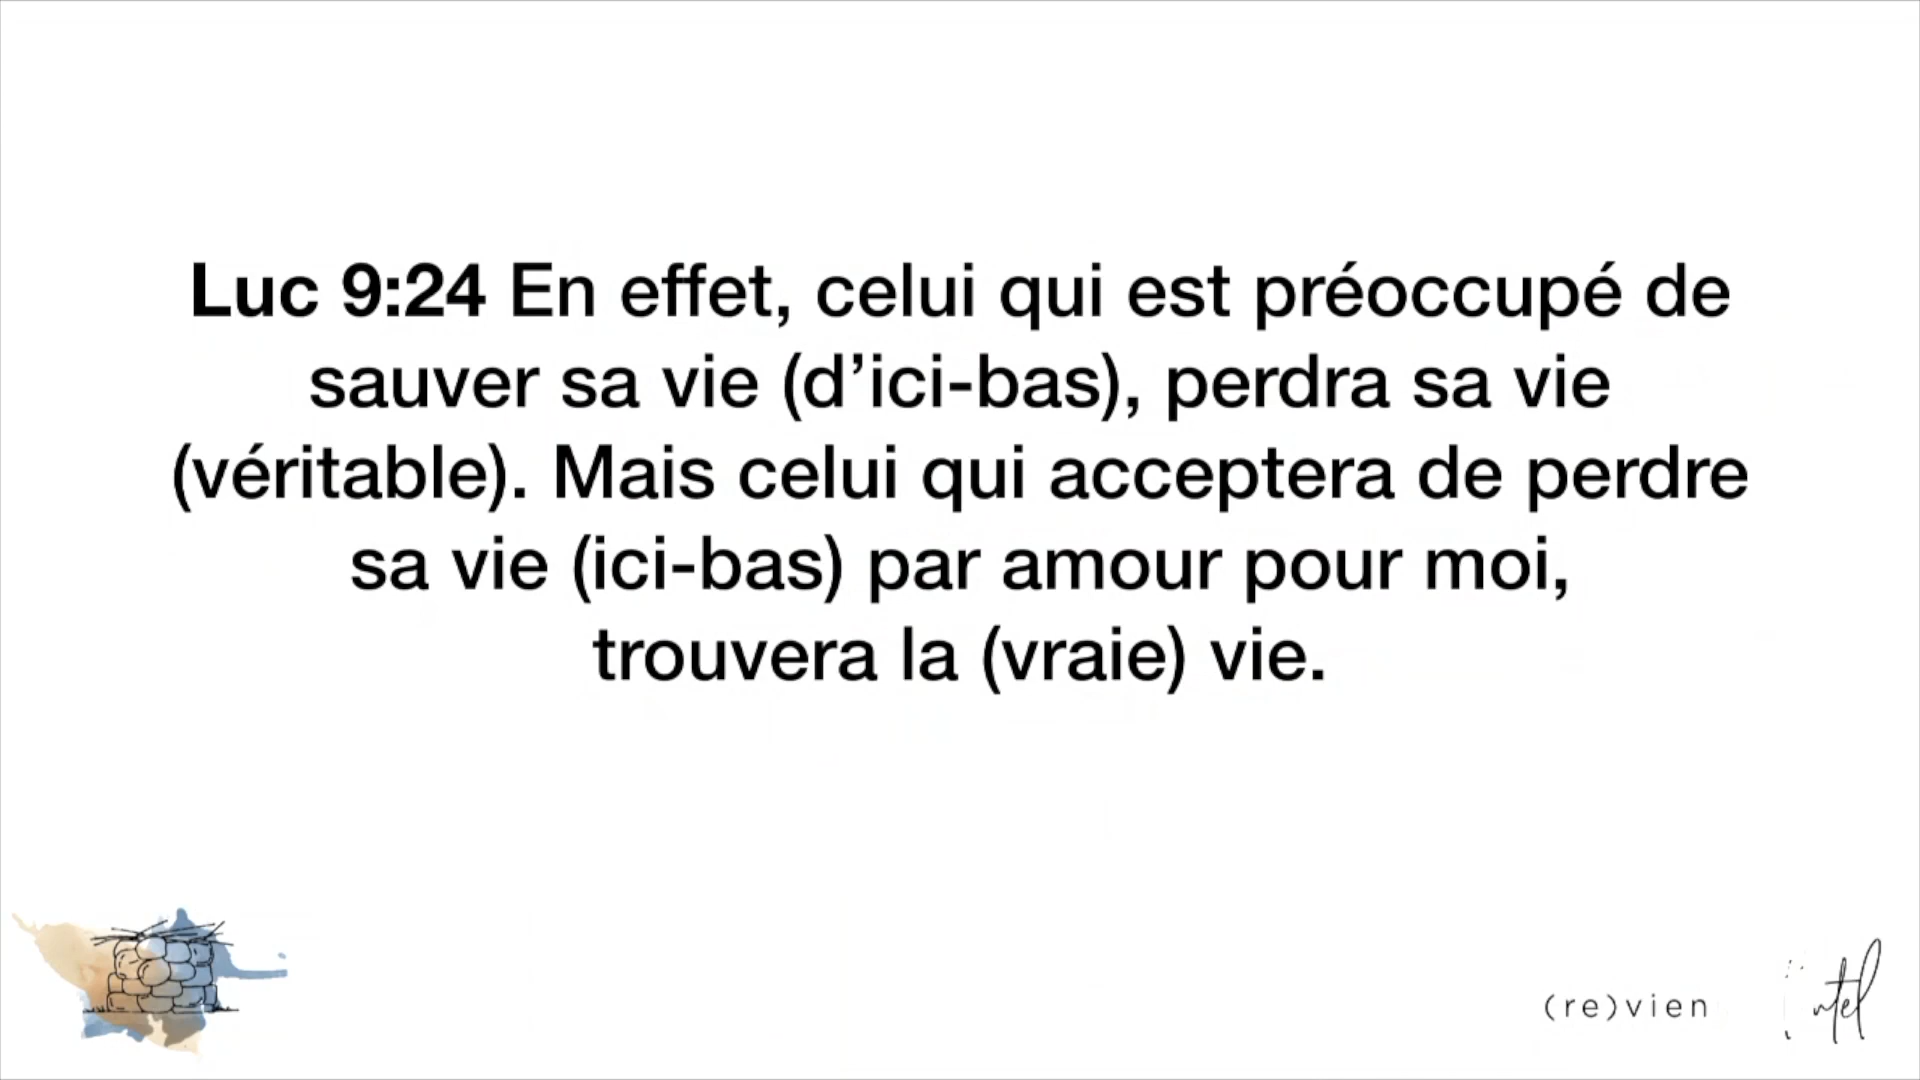 Luc 9:24 En effet, celui qui est préoccupé de
sauver sa vie (d’ici-bas), perdra sa vie
(véritable). Mais celui qui acceptera de perdre
sa vie (ici-bas) par amour pour moi,
trouvera la (vraie) vie.
(re)vien